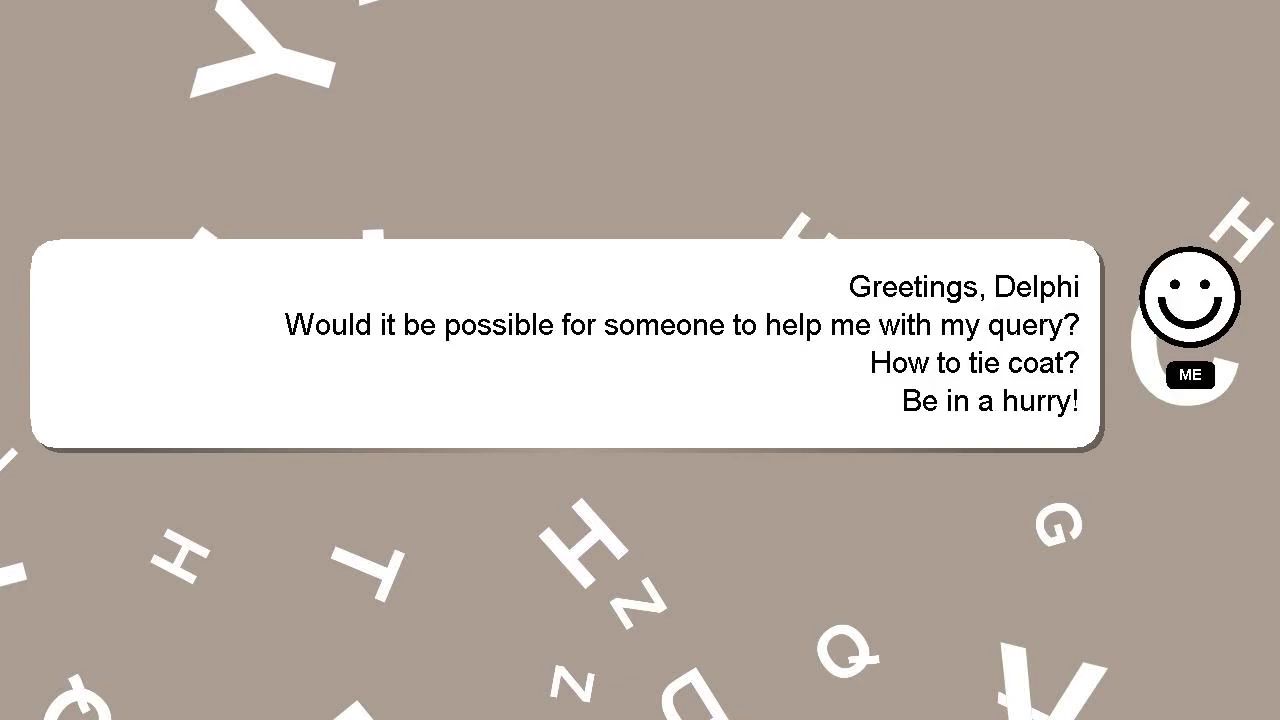 Greetings, Delphi
Would it be possible for someone to help me with my query?
How to tie coat?
Be in a hurry!
ME
Y
H
H
C
H
T
H
Z
G
Q
Z
D
Y
Q